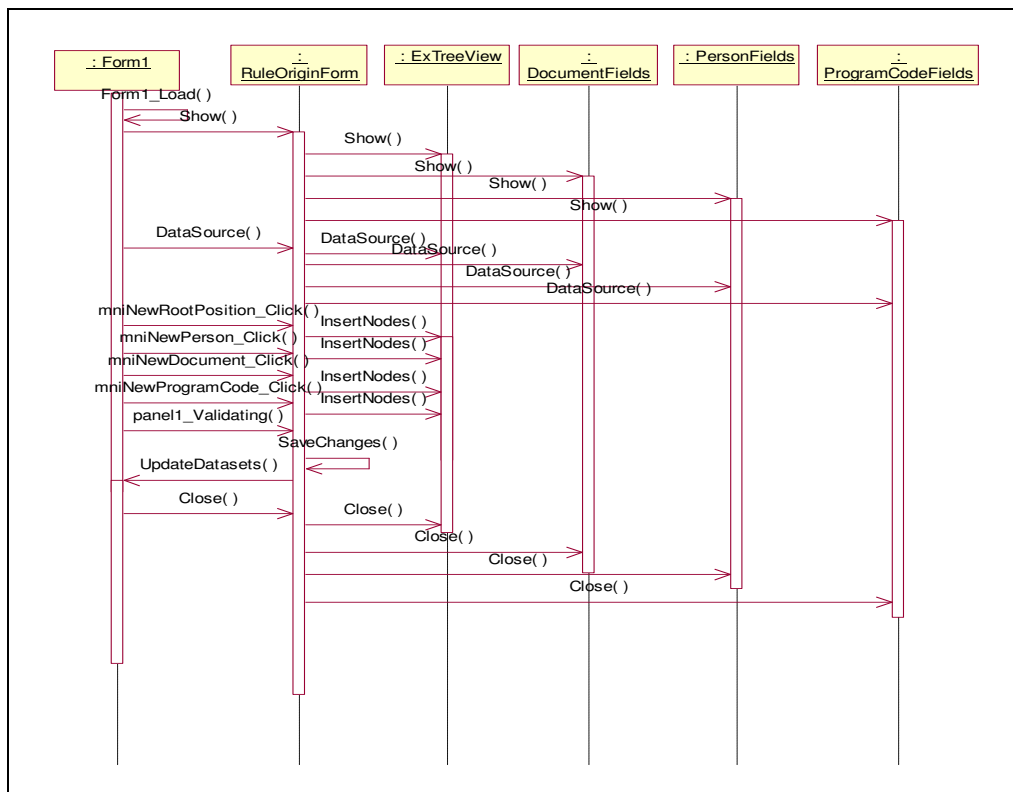 : Form1
:
RuleOriginForm
: ExTreeView
:
DocumentFields
: PersonFields
:
ProgramCodeFields
Form1_Load( )
Show( )
Show( )
Show( )
Show( )
Show( )
DataSource( )
DataSource( )
DataSource( )
DataSource( )
DataSource( )
mniNewRootPosition_Click( )
InsertNodes( )
mniNewPerson_Click( )
InsertNodes( )
mniNewDocument_Click( )
InsertNodes( )
mniNewProgramCode_Click( )
InsertNodes( )
panel1_Validating( )
SaveChanges( )
UpdateDatasets( )
Close( )
Close( )
Close( )
Close( )
Close( )